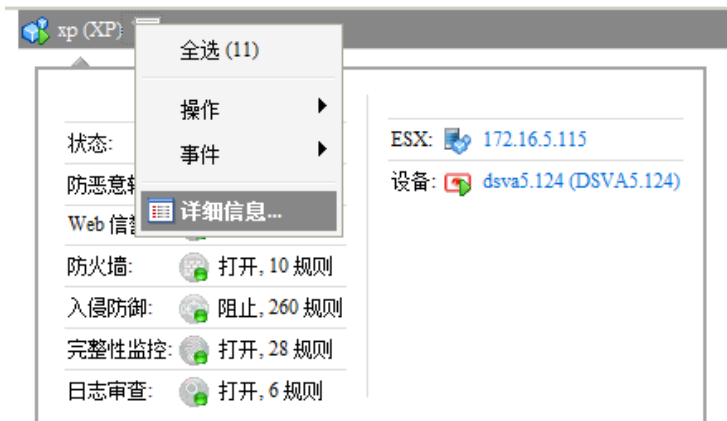 xp (XP)
全选 (11)
操作
事件
详细信息...
状态:
防恶意
Web 信
防火墙: 打开, 10 规则
入侵防御: 阻止, 260 规则
完整性监控: 打开, 28 规则
日志审查: 打开, 6 规则
ESX: 172.16.5.115
设备: dsva5.124 (DSVA5.124)